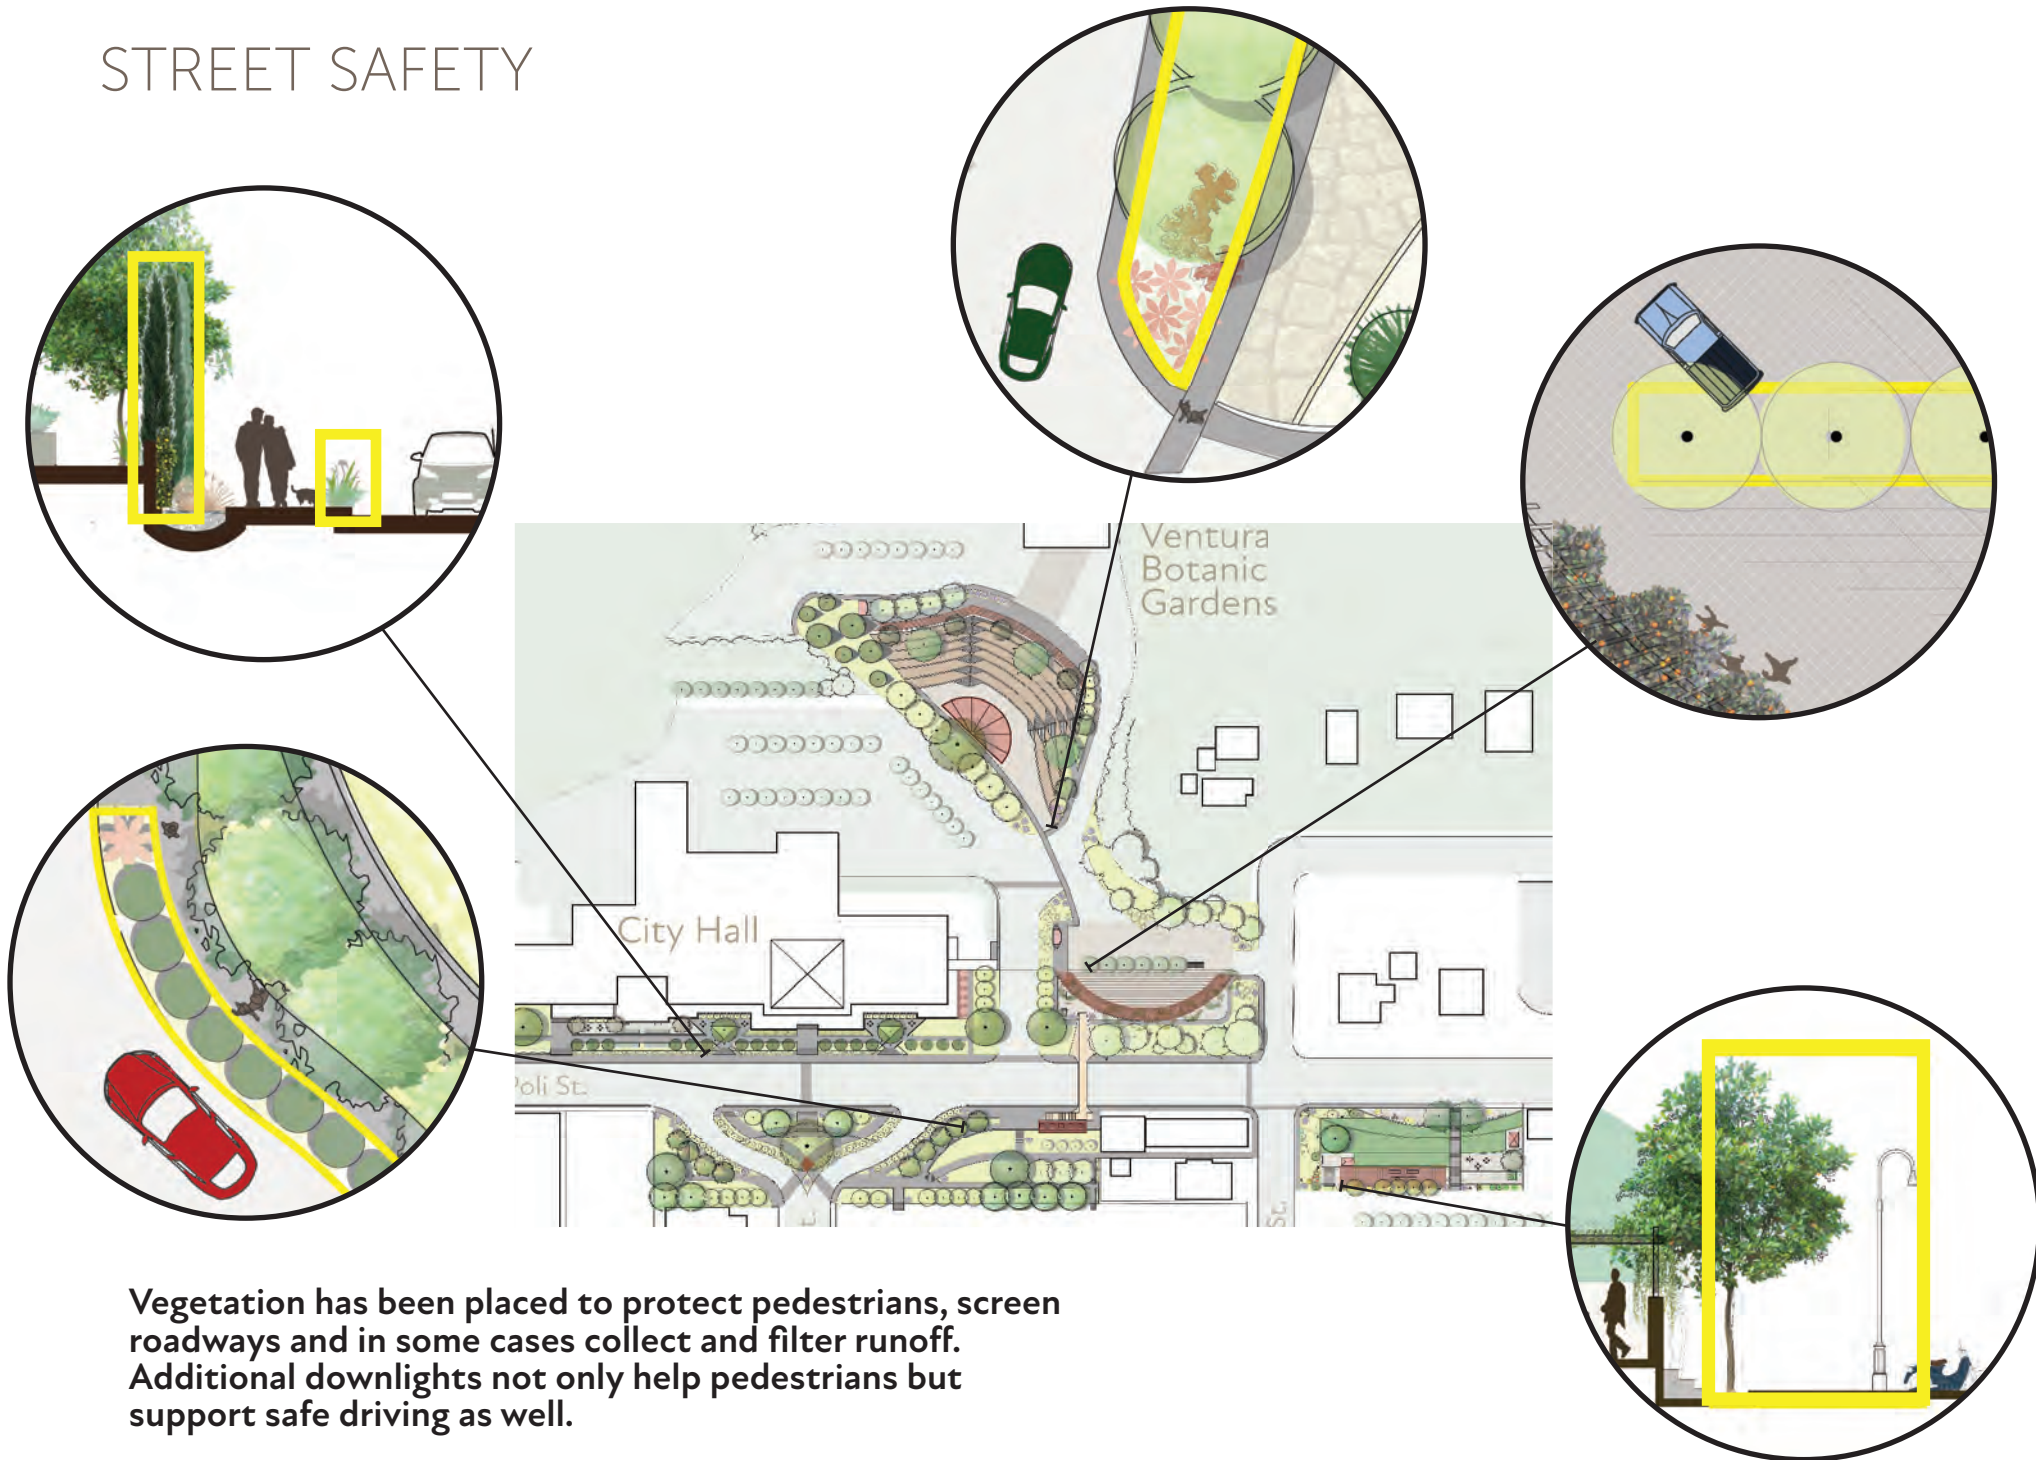 STREET SAFETY
Ventura
Botanic
Gardens
City Hall
Poli St.
St.
Vegetation has been placed to protect pedestrians, screen
roadways and in some cases collect and filter runoff.
Additional downlights not only help pedestrians but
support safe driving as well.